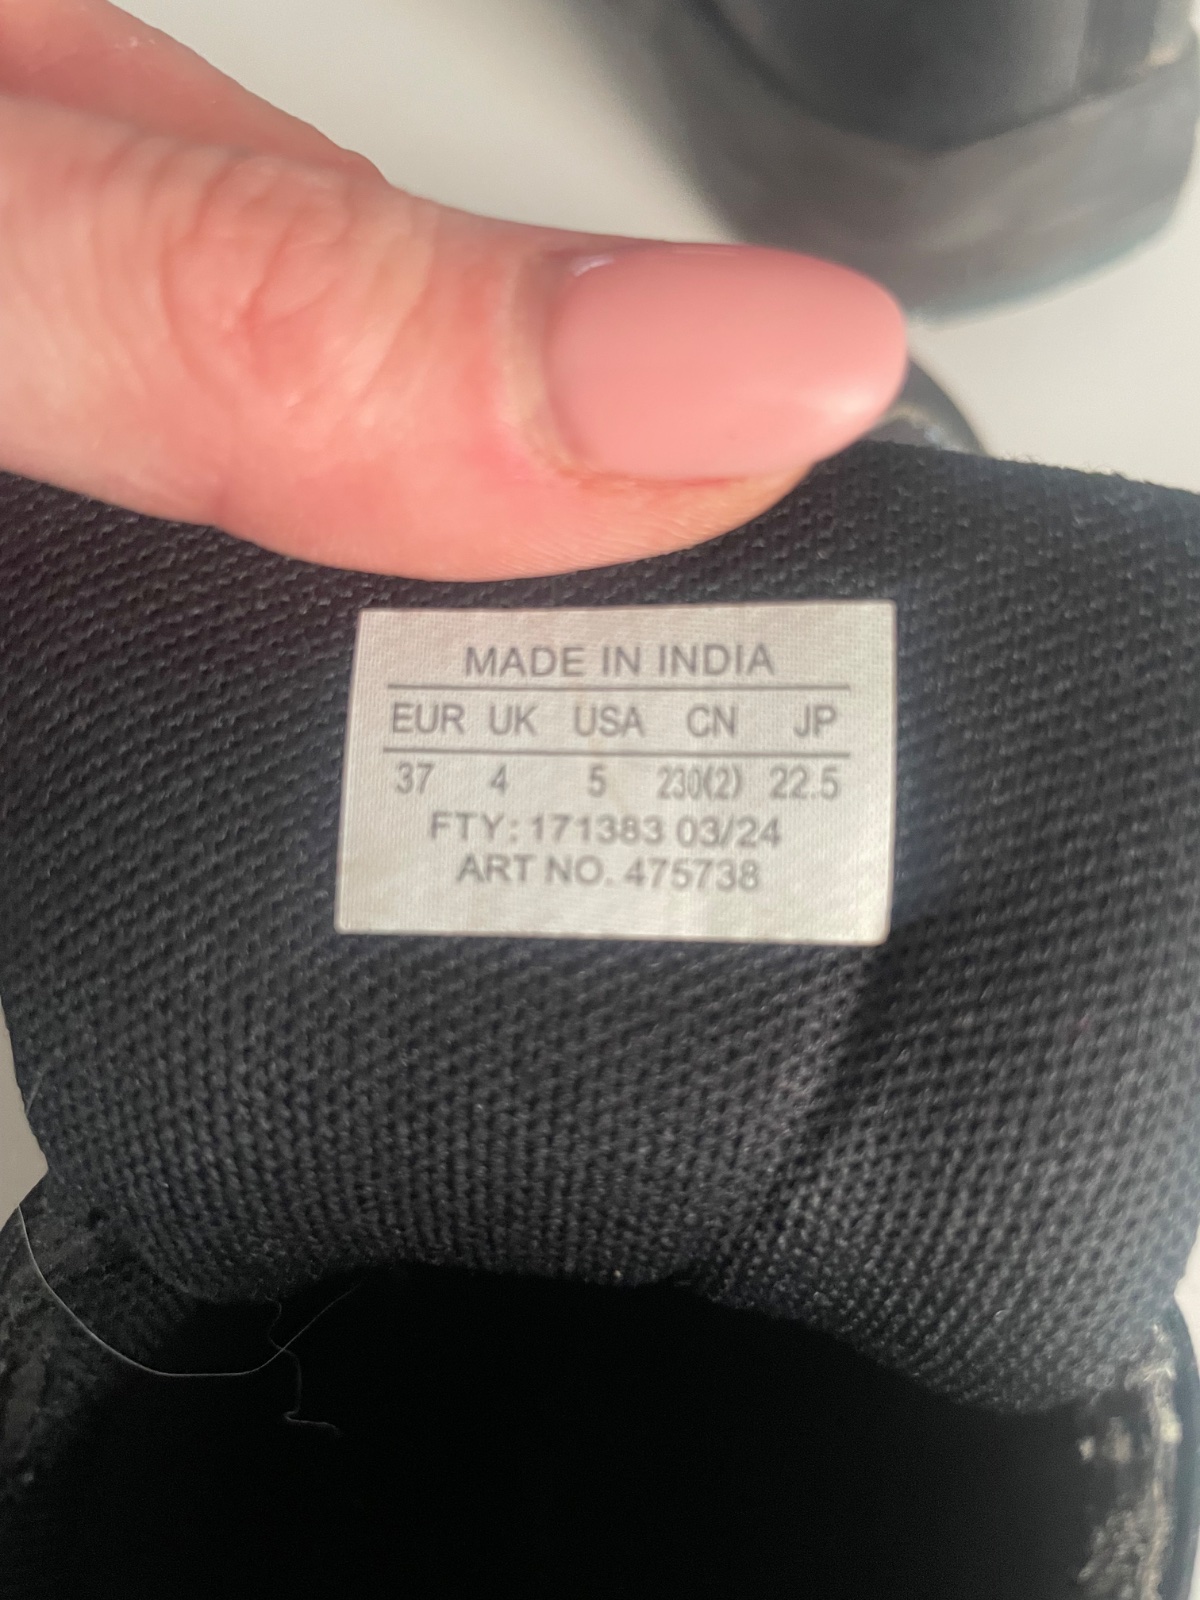 MADE IN INDIA
EUR UK USA CN JP
37 4 5 230(2) 22.5
FTY: 171383 03/24
ART NO. 475738